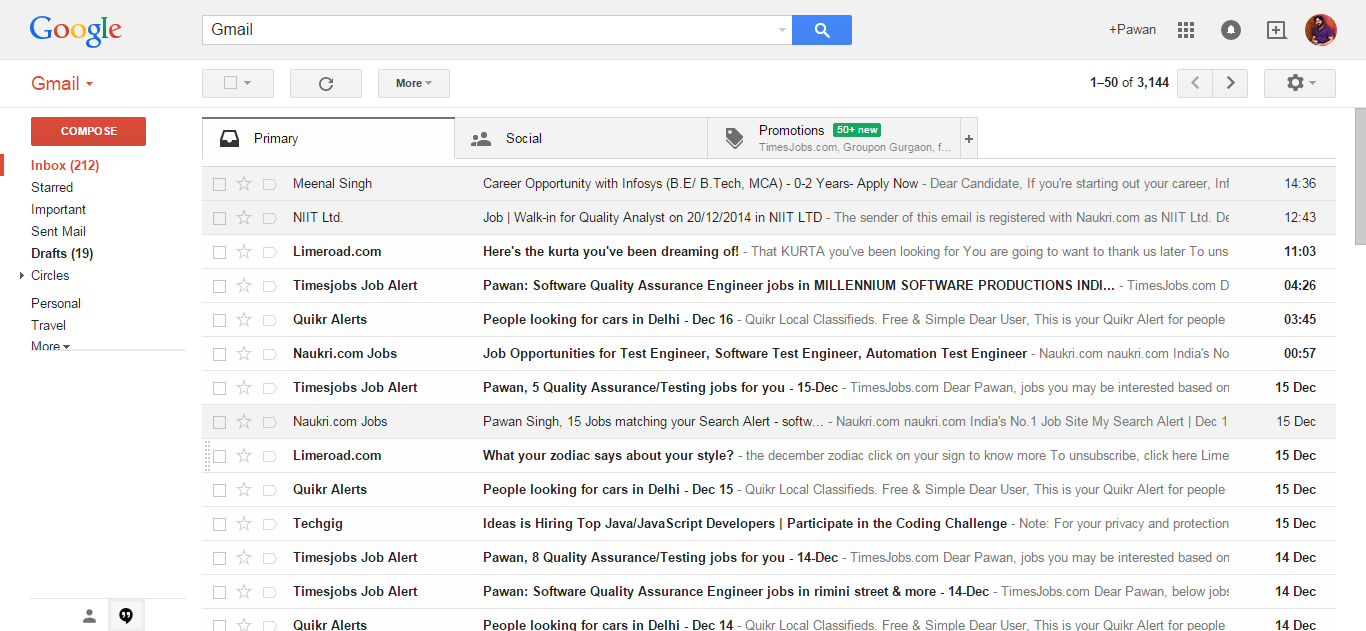 Google
Gmail
+Pawan
Gmail
More
1–50 of 3,144
COMPOSE
Inbox (212)
Starred
Important
Sent Mail
Drafts (19)
Circles
Personal
Travel
More
Primary
Social
Promotions 50+ new
TimesJobs.com, Groupon Gurgaon, f...
+
Meenal Singh Career Opportunity with Infosys (B.E/ B.Tech, MCA) - 0-2 Years- Apply Now - Dear Candidate, If you're starting out your career, Inf 14:36
NIIT Ltd. Job | Walk-in for Quality Analyst on 20/12/2014 in NIIT LTD - The sender of this email is registered with Naukri.com as NIIT Ltd. De 12:43
Limeroad.com Here's the kurta you've been dreaming of! - That KURTA you've been looking for You are going to want to thank us later To uns 11:03
Timesjobs Job Alert Pawan: Software Quality Assurance Engineer jobs in MILLENNIUM SOFTWARE PRODUCTIONS INDI... - TimesJobs.com D 04:26
Quikr Alerts People looking for cars in Delhi - Dec 16 - Quikr Local Classifieds. Free & Simple Dear User, This is your Quikr Alert for people 03:45
Naukri.com Jobs Job Opportunities for Test Engineer, Software Test Engineer, Automation Test Engineer - Naukri.com naukri.com India's No 00:57
Timesjobs Job Alert Pawan, 5 Quality Assurance/Testing jobs for you - 15-Dec - TimesJobs.com Dear Pawan, jobs you may be interested based on 15 Dec
Naukri.com Jobs Pawan Singh, 15 Jobs matching your Search Alert - softw... - Naukri.com naukri.com India's No.1 Job Site My Search Alert | Dec 1 15 Dec
Limeroad.com What your zodiac says about your style? - the december zodiac click on your sign to know more To unsubscribe, click here Lime 15 Dec
Quikr Alerts People looking for cars in Delhi - Dec 15 - Quikr Local Classifieds. Free & Simple Dear User, This is your Quikr Alert for people 15 Dec
Techgig Ideas is Hiring Top Java/JavaScript Developers | Participate in the Coding Challenge - Note: For your privacy and protection 15 Dec
Timesjobs Job Alert Pawan, 8 Quality Assurance/Testing jobs for you - 14-Dec - TimesJobs.com Dear Pawan, jobs you may be interested based on 14 Dec
Timesjobs Job Alert Pawan: Software Quality Assurance Engineer jobs in rimini street & more - 14-Dec - TimesJobs.com Dear Pawan, below jobs 14 Dec
Quikr Alerts People looking for cars in Delhi - Dec 14 - Quikr Local Classifieds. Free & Simple Dear User, This is your Quikr Alert for people 14 Dec